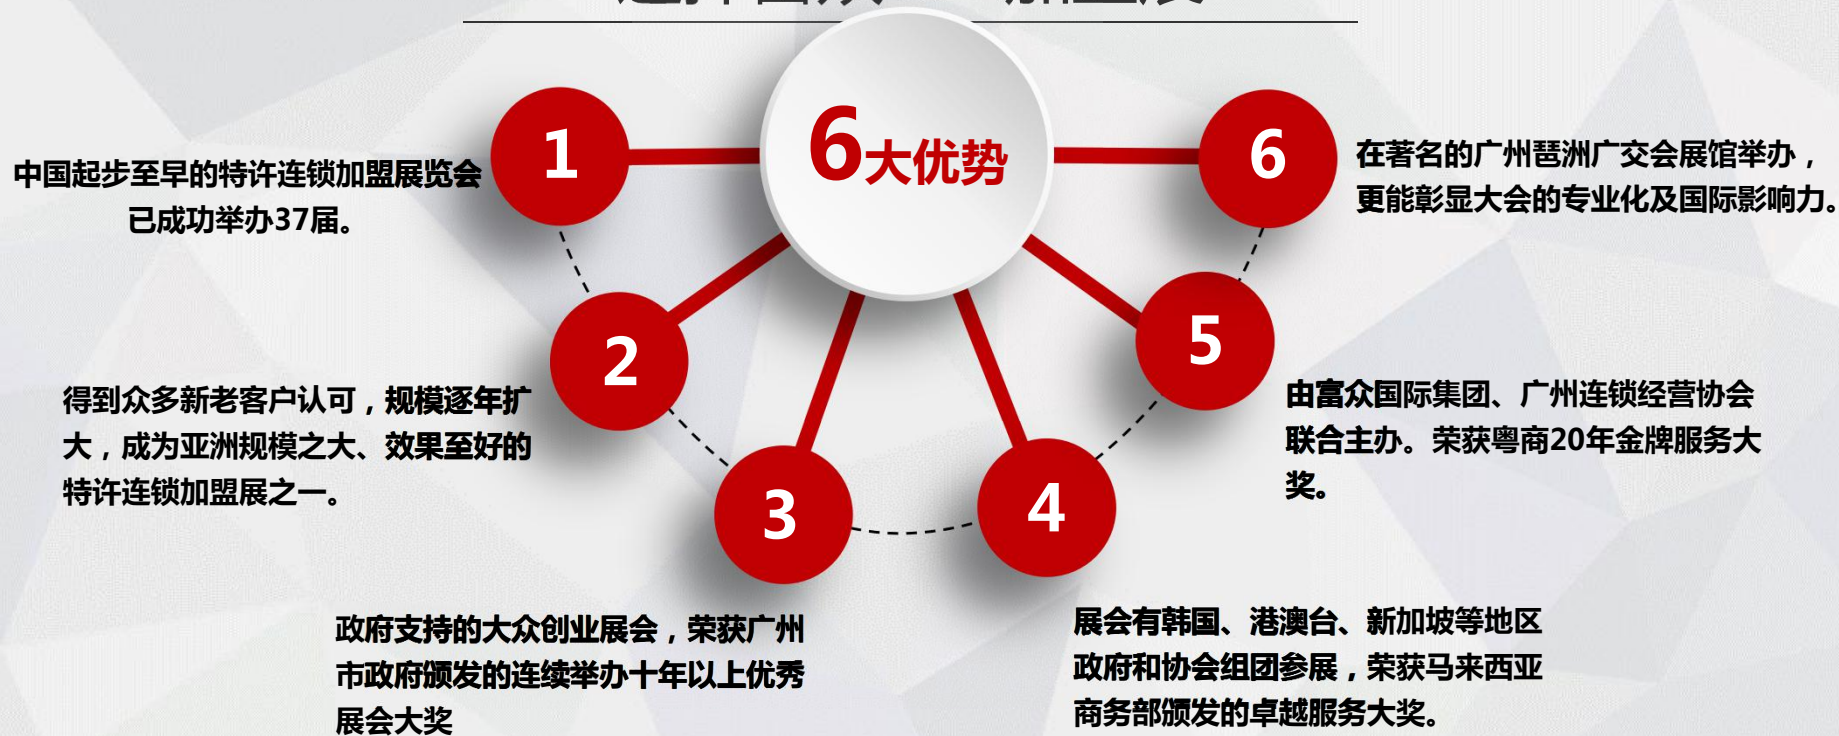 6大优势
1
中国起步至早的特许连锁加盟展览会
已成功举办37届。
2
得到众多新老客户认可，规模逐年扩
大，成为亚洲规模之大、效果至好的
特许连锁加盟展之一。
3
政府支持的大众创业展会，荣获广州
市政府颁发的连续举办十年以上优秀
展会大奖
4
展会有韩国、港澳台、新加坡等地区
政府和协会组团参展，荣获马来西亚
商务部颁发的卓越服务大奖。
5
由富众国际集团、广州连锁经营协会
联合主办。荣获粤商20年金牌服务大
奖。
6
在著名的广州琶洲广交会展馆举办，
更能彰显大会的专业化及国际影响力。